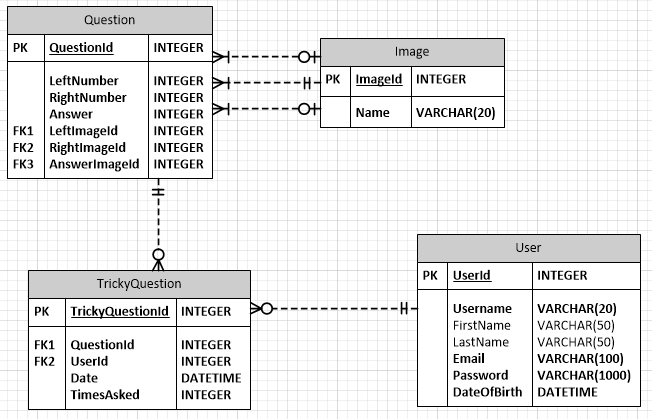 Question
PK QuestionId INTEGER
LeftNumber INTEGER
RightNumber INTEGER
Answer INTEGER
FK1 LeftImageId INTEGER
FK2 RightImageId INTEGER
FK3 AnswerImageId INTEGER
Image
PK ImageId INTEGER
Name VARCHAR(20)
TrickyQuestion
PK TrickyQuestionId INTEGER
FK1 QuestionId INTEGER
FK2 UserId INTEGER
Date DATETIME
TimesAsked INTEGER
User
PK UserId INTEGER
Username VARCHAR(20)
FirstName VARCHAR(50)
LastName VARCHAR(50)
Email VARCHAR(100)
Password VARCHAR(1000)
DateOfBirth DATETIME